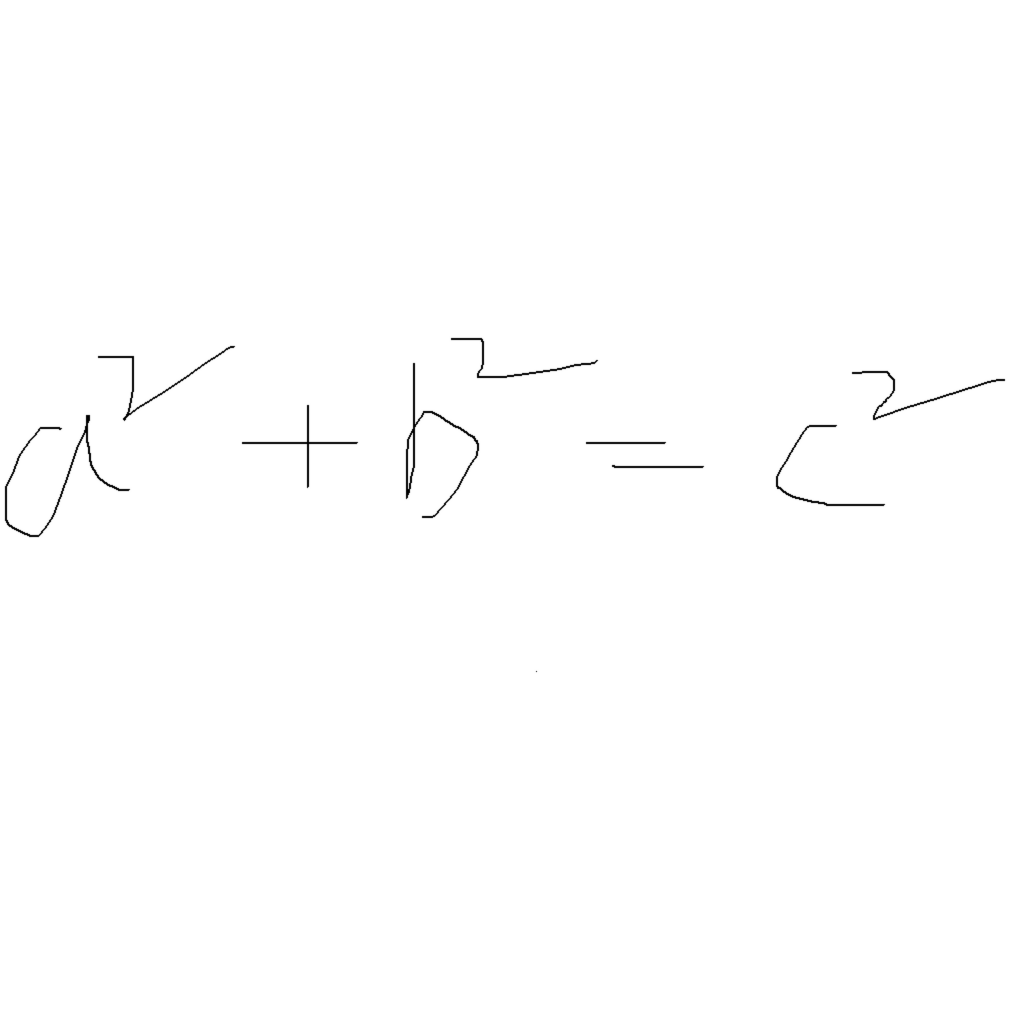 a² + b² = c²